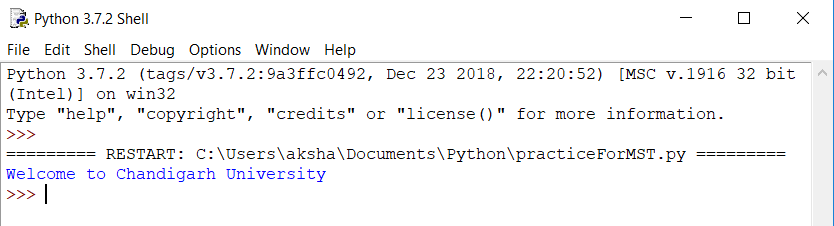 Python 3.7.2 Shell
File Edit Shell Debug Options Window Help
Python 3.7.2 (tags/v3.7.2:9a3ffc0492, Dec 23 2018, 22:20:52) [MSC v.1916 32 bit
(Intel)] on win32
Type "help", "copyright", "credits" or "license()" for more information.
>>>
========= RESTART: C:\Users\aksha\Documents\Python\practiceForMST.py =========
Welcome to Chandigarh University
>>>